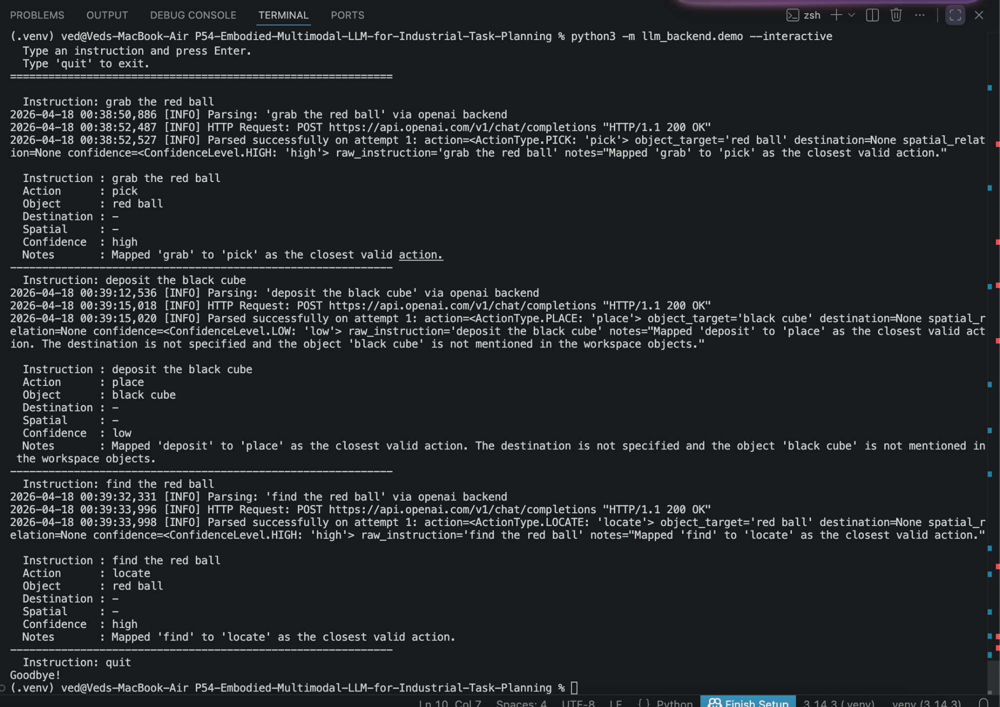 PROBLEMS OUTPUT DEBUG CONSOLE TERMINAL PORTS zsh
(.venv) ved@Veds-MacBook-Air P54-Embodied-Multimodal-LLM-for-Industrial-Task-Planning % python3 -m llm_backend.demo --interactive
Type an instruction and press Enter.
Type 'quit' to exit.
============================================================
Instruction: grab the red ball
2026-04-18 00:38:50,886 [INFO] Parsing: 'grab the red ball' via openai backend
2026-04-18 00:38:52,487 [INFO] HTTP Request: POST https://api.openai.com/v1/chat/completions "HTTP/1.1 200 OK"
2026-04-18 00:38:52,527 [INFO] Parsed successfully on attempt 1: action=<ActionType.PICK: 'pick'> object_target='red ball' destination=None spatial_relat
ion=None confidence=<ConfidenceLevel.HIGH: 'high'> raw_instruction='grab the red ball' notes="Mapped 'grab' to 'pick' as the closest valid action."
Instruction : grab the red ball
Action : pick
Object : red ball
Destination : -
Spatial : -
Confidence : high
Notes : Mapped 'grab' to 'pick' as the closest valid action.
------------------------------------------------------------
Instruction: deposit the black cube
2026-04-18 00:39:12,536 [INFO] Parsing: 'deposit the black cube' via openai backend
2026-04-18 00:39:15,018 [INFO] HTTP Request: POST https://api.openai.com/v1/chat/completions "HTTP/1.1 200 OK"
2026-04-18 00:39:15,020 [INFO] Parsed successfully on attempt 1: action=<ActionType.PLACE: 'place'> object_target='black cube' destination=None spatial_r
elation=None confidence=<ConfidenceLevel.LOW: 'low'> raw_instruction='deposit the black cube' notes="Mapped 'deposit' to 'place' as the closest valid act
ion. The destination is not specified and the object 'black cube' is not mentioned in the workspace objects."
Instruction : deposit the black cube
Action : place
Object : black cube
Destination : -
Spatial : -
Confidence : low
Notes : Mapped 'deposit' to 'place' as the closest valid action. The destination is not specified and the object 'black cube' is not mentioned in
the workspace objects.
------------------------------------------------------------
Instruction: find the red ball
2026-04-18 00:39:32,331 [INFO] Parsing: 'find the red ball' via openai backend
2026-04-18 00:39:33,996 [INFO] HTTP Request: POST https://api.openai.com/v1/chat/completions "HTTP/1.1 200 OK"
2026-04-18 00:39:33,998 [INFO] Parsed successfully on attempt 1: action=<ActionType.LOCATE: 'locate'> object_target='red ball' destination=None spatial_r
elation=None confidence=<ConfidenceLevel.HIGH: 'high'> raw_instruction='find the red ball' notes="Mapped 'find' to 'locate' as the closest valid action."
Instruction : find the red ball
Action : locate
Object : red ball
Destination : -
Spatial : -
Confidence : high
Notes : Mapped 'find' to 'locate' as the closest valid action.
------------------------------------------------------------
Instruction: quit
Goodbye!
(.venv) ved@Veds-MacBook-Air P54-Embodied-Multimodal-LLM-for-Industrial-Task-Planning %
Ln 10, Col 7 Spaces: 4 UTF-8 LF {} Python Finish Setup 3.14.3 (.venv) venv (3.14.3)